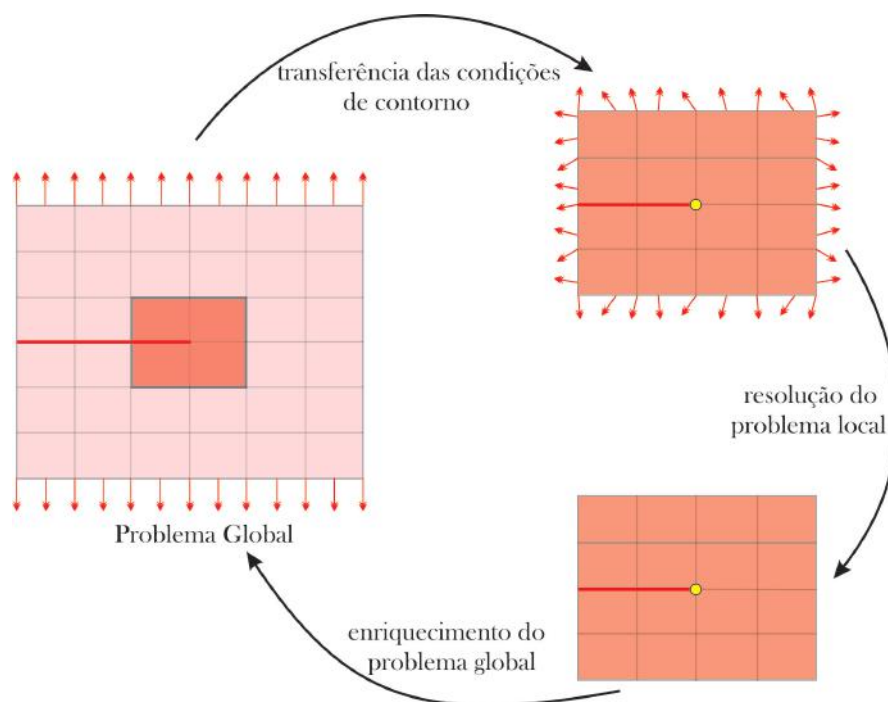 transferência das condições
de contorno
Problema Global
resolução do
problema local
enriquecimento do
problema global